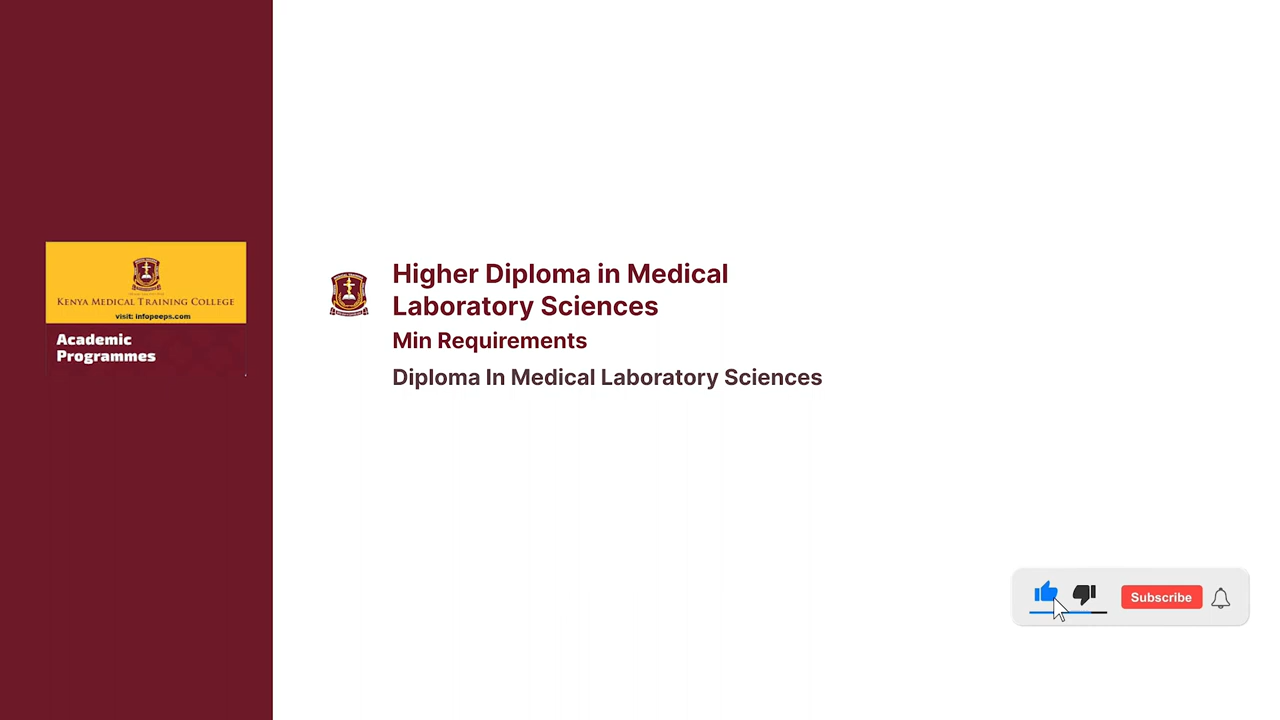 KENYA MEDICAL TRAINING COLLEGE
visit: infopeeps.com
Academic
Programmes
Higher Diploma in Medical
Laboratory Sciences
Min Requirements
Diploma In Medical Laboratory Sciences
Subscribe